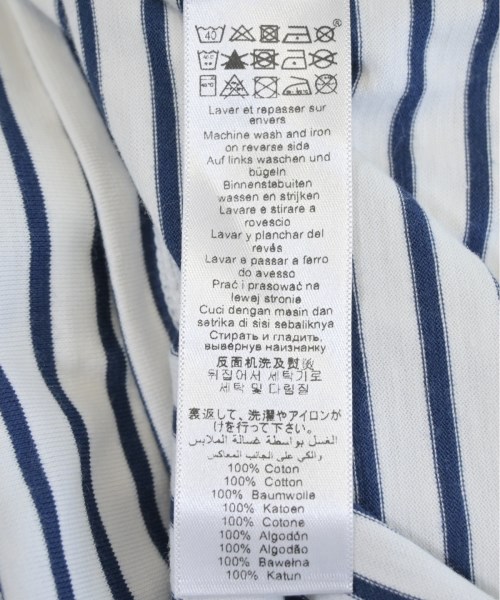 40
®
Laver et repasser sur
envers
Machine wash and iron
on reverse side
Auf links waschen und
bügeln
Binnenstebuiten
wassen en strijken
Lavare e stirare a
rovescio
Lavar y planchar del
revés
Lavar e passar a ferro
do avesso
Prać i prasować na
lewej stronie
Cuci dengan mesin dan
setrika di sisi sebaliknya
Стирать и гладить,
вывернув наизнанку
反面机洗及熨
뒤집어서 세탁기로
세탁 및 다림질
裏返して、洗濯やアイロンが
けを行って下さい。
الغسل بواسطة غسالة الملابس
والكي على الجانب المعاكس
100% Coton
100% Cotton
100% Baumwolle
100% Katoen
100% Cotone
100% Algodón
100% Algodão
100% Bawełna
100% Katun